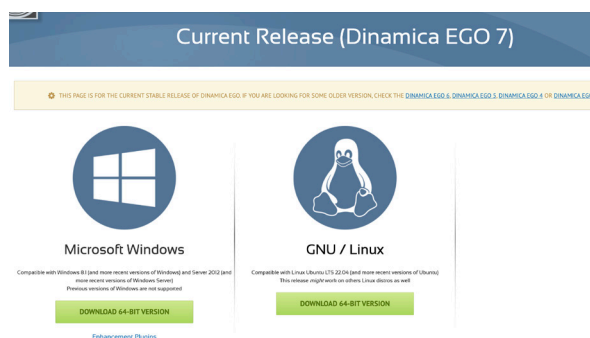 Current Release (Dinamica EGO 7)
THIS PAGE IS FOR THE CURRENT STABLE RELEASE OF DINAMICA EGO. IF YOU ARE LOOKING FOR SOME OLDER VERSION, CHECK THE DINAMICA EGO 6, DINAMICA EGO 5, DINAMICA EGO 4 OR DINAMICA EG
Microsoft Windows
Compatible with Windows 8.1 (and more recent versions of Windows) and Server 2012 (and
more recent versions of Windows Server)
Previous versions of Windows are not supported
DOWNLOAD 64-BIT VERSION
Enhancement Plugins
GNU / Linux
Compatible with Linux Ubuntu LTS 22.04 (and more recent versions of Ubuntu)
This release might work on others Linux distros as well
DOWNLOAD 64-BIT VERSION